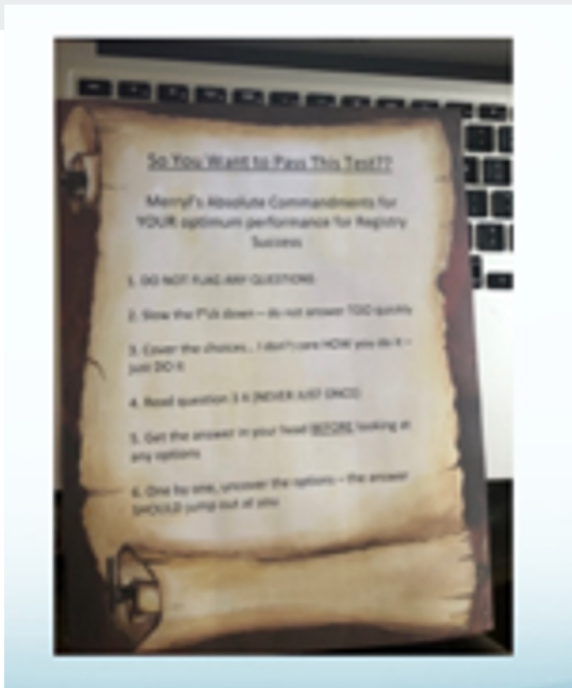 So You Want to Pass This Test??
Merryl's Absolute Commandments for
YOUR optimum performance for Registry
Success
1. DO NOT FLAG ANY QUESTIONS
2. Slow the f*ck down – do not answer TOO quickly
3. Cover the choices... I don't care HOW you do it –
just DO it
4. Read question 3 X (NEVER JUST ONCE)
5. Get the answer in your head BEFORE looking at
any options
6. One by one, uncover the options – the answer
SHOULD jump out at you